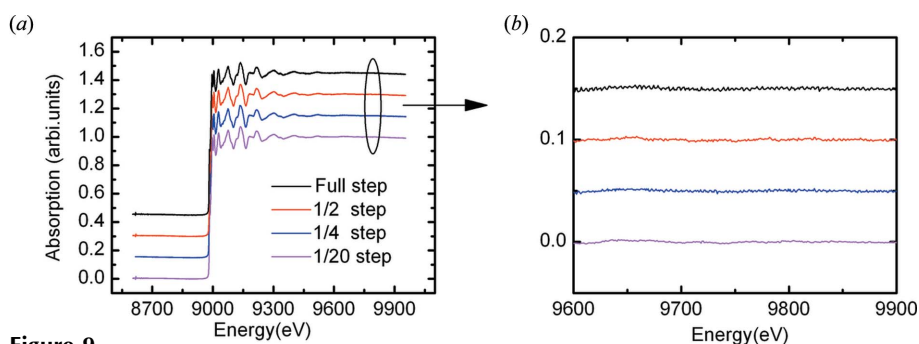 (a)
Absorption (arbi.units)
1.6
1.4
1.2
1.0
0.8
0.6
0.4
0.2
0.0
Full step
1/2 step
1/4 step
1/20 step
8700 9000 9300 9600 9900
Energy(eV)
(b)
0.2
0.1
0.0
9600 9700 9800 9900
Energy(eV)